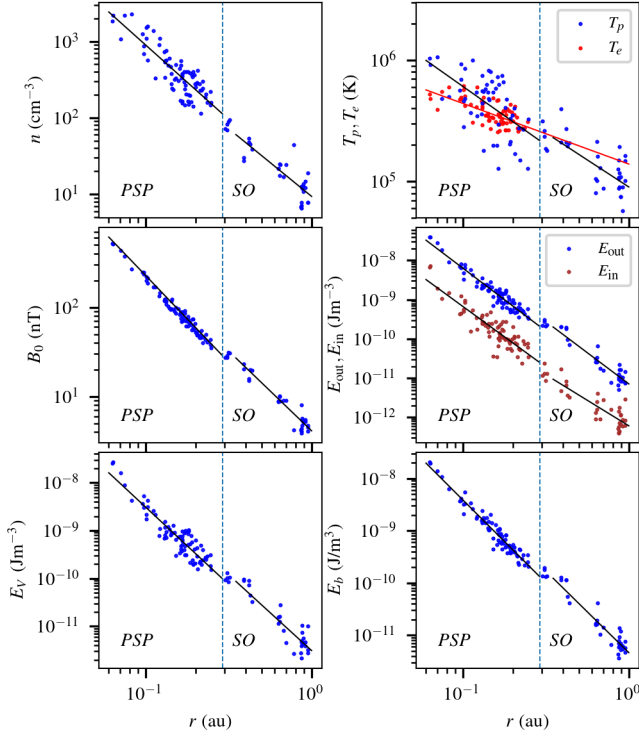 10³
10²
10¹
n (cm⁻³)
PSP
SO
10⁶
10⁵
T_p, T_e (K)
T_p
T_e
PSP
SO
10²
10¹
B₀ (nT)
PSP
SO
10⁻⁸
10⁻⁹
10⁻¹⁰
10⁻¹¹
10⁻¹²
E_out, E_in (Jm⁻³)
E_out
E_in
PSP
SO
10⁻⁸
10⁻⁹
10⁻¹⁰
10⁻¹¹
E_V (Jm⁻³)
PSP
SO
10⁻¹
10⁰
r (au)
10⁻⁸
10⁻⁹
10⁻¹⁰
10⁻¹¹
E_b (J/m³)
PSP
SO
10⁻¹
10⁰
r (au)